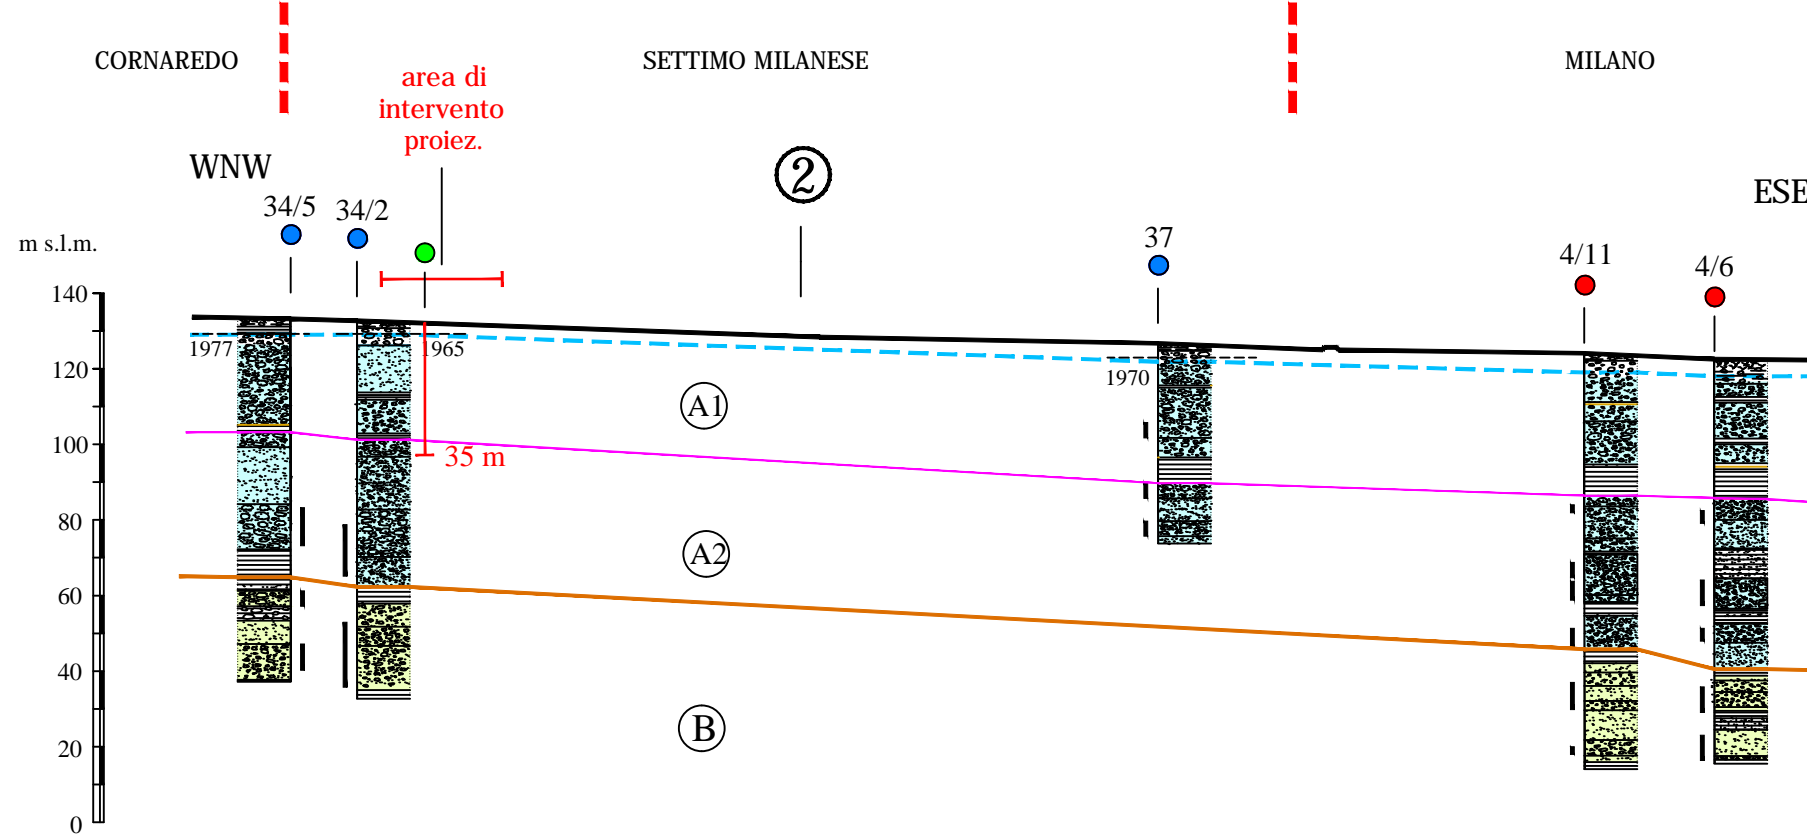 CORNAREDO
SETTIMO MILANESE
MILANO
area di
intervento
proiez.
WNW
2
ESE
34/5
34/2
37
4/11
4/6
m s.l.m.
140
120
100
80
60
40
20
0
1977
1965
1970
A1
35 m
A2
B